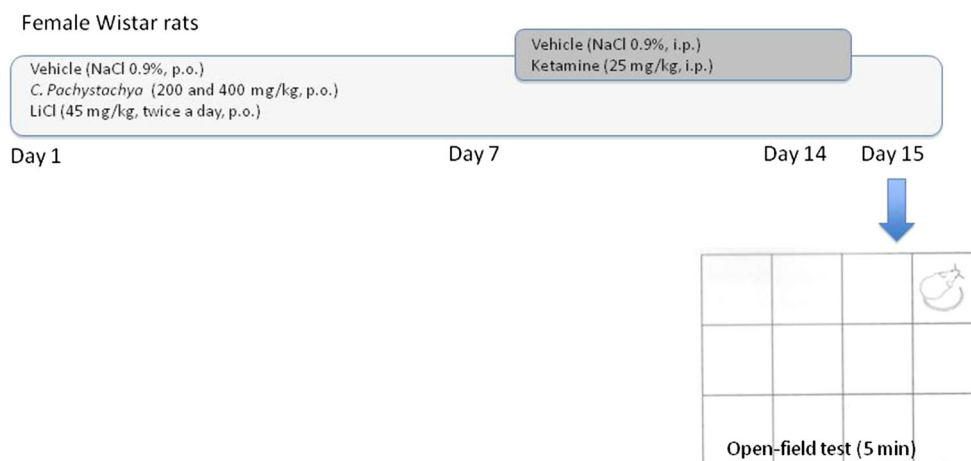 Female Wistar rats
Vehicle (NaCl 0.9%, i.p.)
Ketamine (25 mg/kg, i.p.)
Vehicle (NaCl 0.9%, p.o.)
C. Pachystachya (200 and 400 mg/kg, p.o.)
LiCl (45 mg/kg, twice a day, p.o.)
Day 1
Day 7
Day 14
Day 15
Open-field test (5 min)